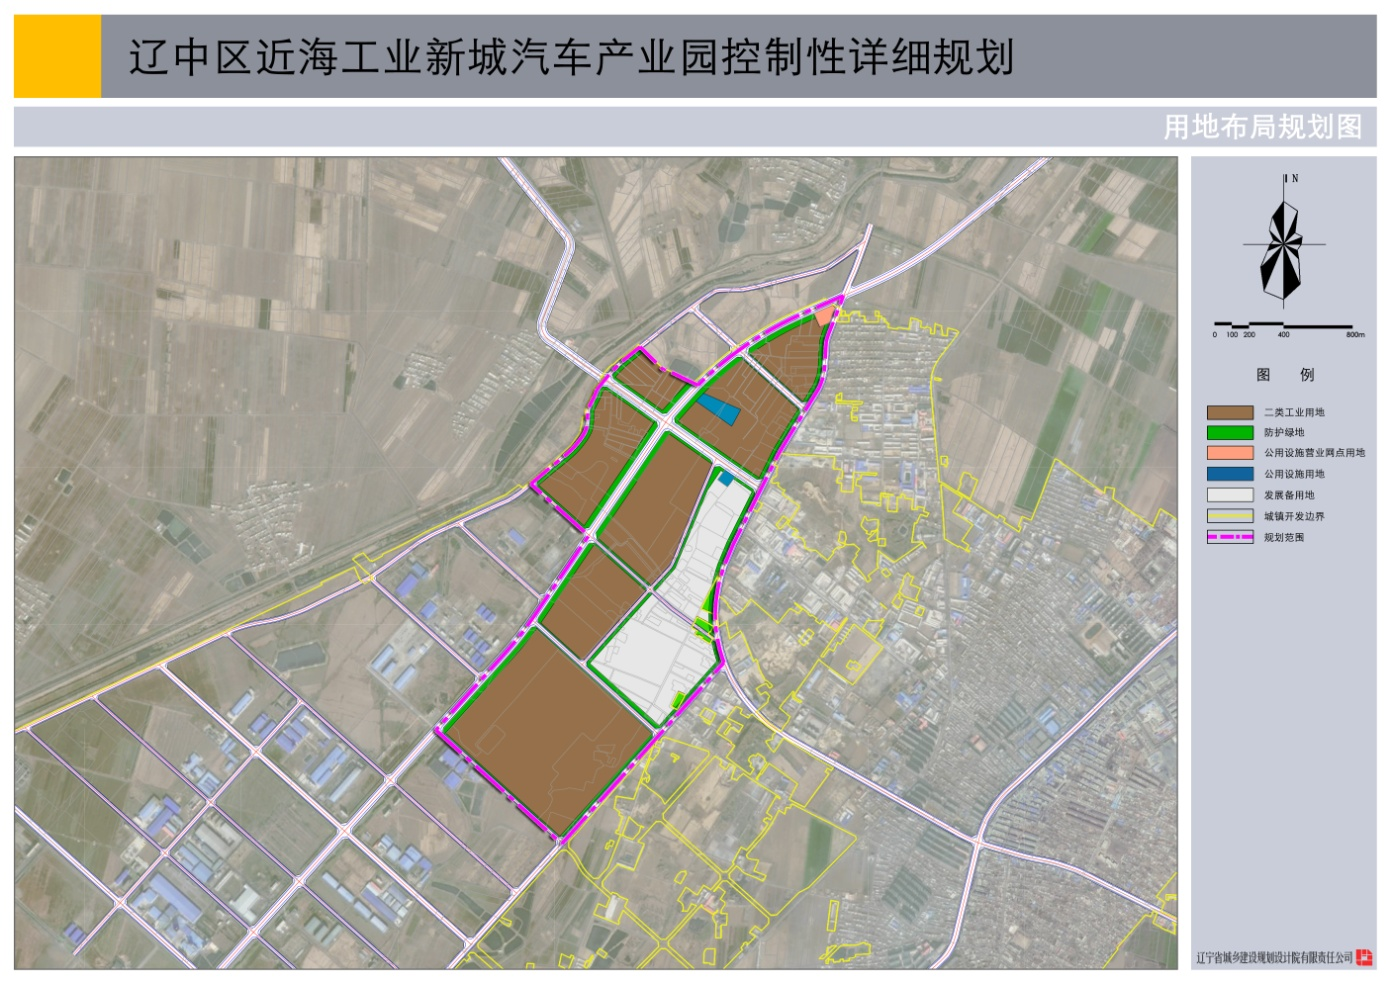 辽中区近海工业新城汽车产业园控制性详细规划
用地布局规划图
N
0 100 200 400 800m
图 例
二类工业用地
防护绿地
公用设施营业网点用地
公用设施用地
发展备用地
城镇开发边界
规划范围
辽宁省城乡建设规划设计院有限责任公司